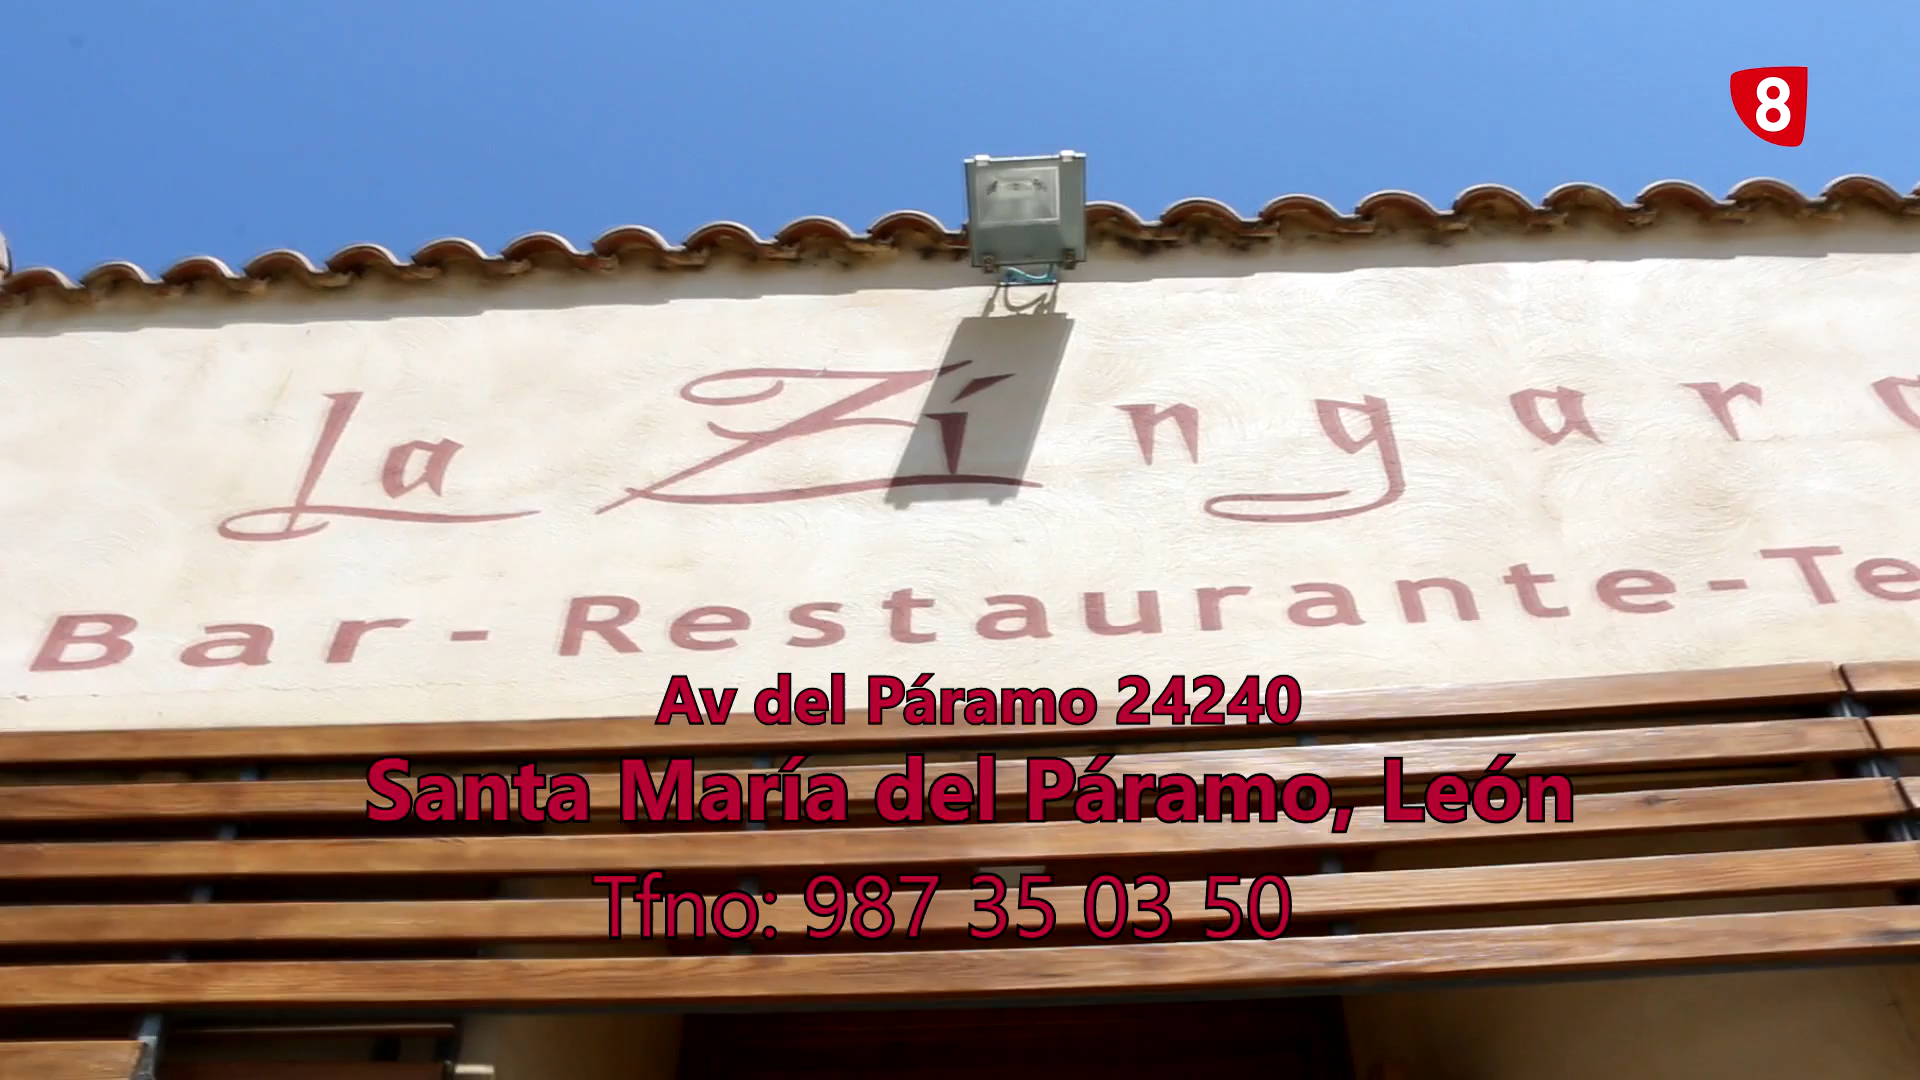 8
La Zingara
Bar-Restaurante-Te
Av del Páramo 24240
Santa María del Páramo, León
Tfno: 987 35 03 50